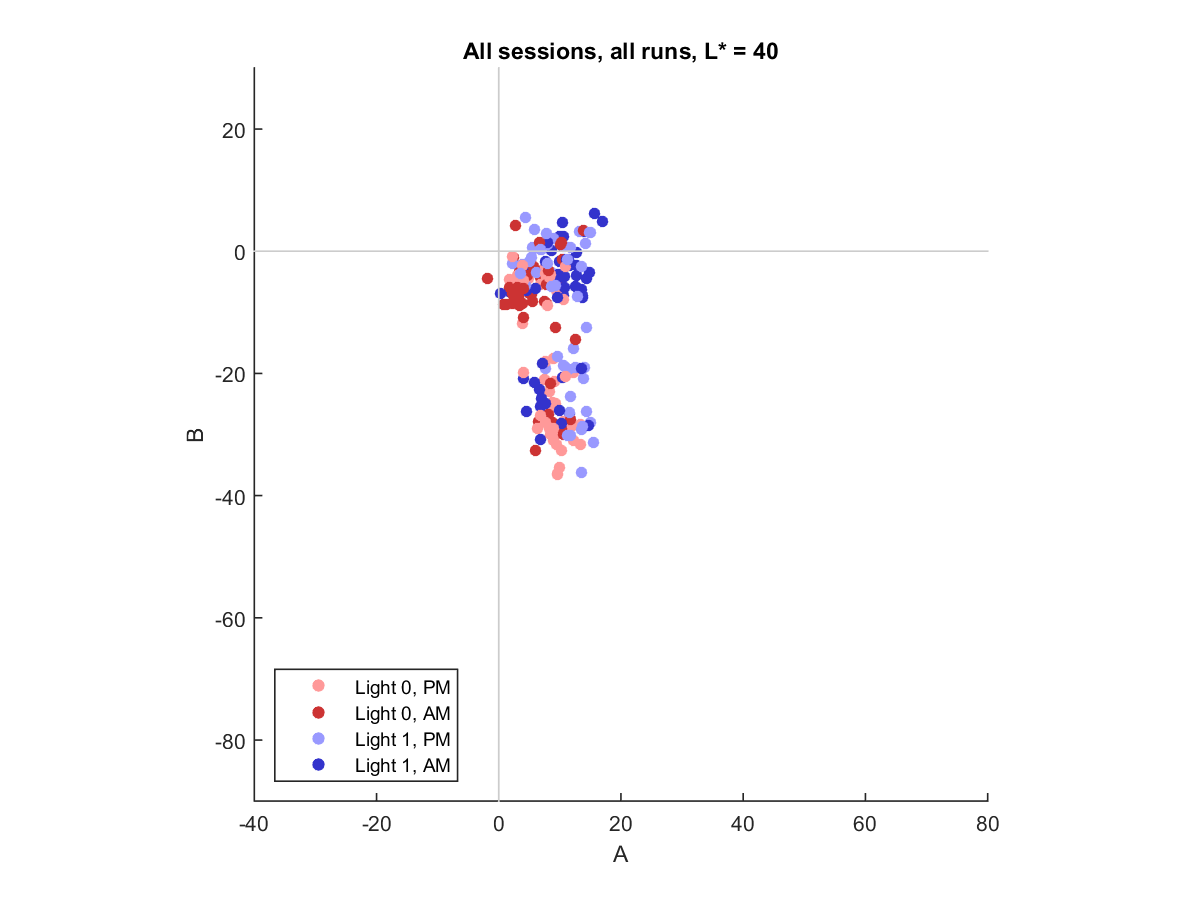 All sessions, all runs, L* = 40
20
0
-20
-40
-60
-80
B
Light 0, PM
Light 0, AM
Light 1, PM
Light 1, AM
-40 -20 0 20 40 60 80
A